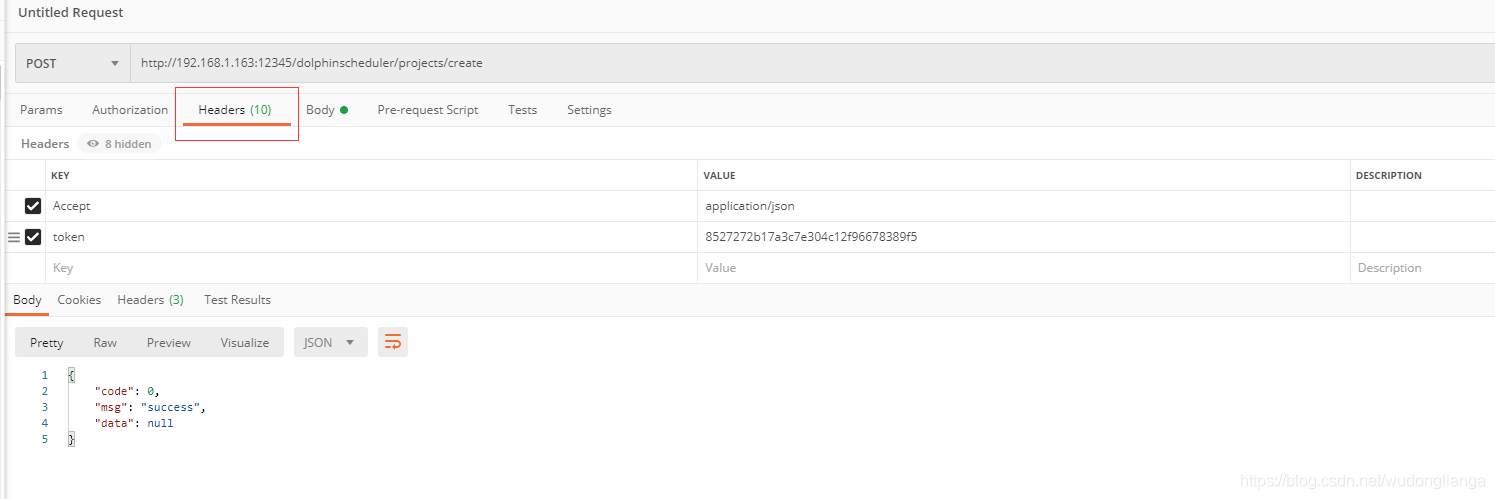 Untitled Request
POST http://192.168.1.163:12345/dolphinscheduler/projects/create
Params Authorization Headers (10) Body Pre-request Script Tests Settings
Headers 8 hidden
KEY VALUE DESCRIPTION
Accept application/json
token 8527272b17a3c7e304c12f96678389f5
Key Value Description
Body Cookies Headers (3) Test Results
Pretty Raw Preview Visualize JSON
1 {
2 "code": 0,
3 "msg": "success",
4 "data": null
5 }
https://blog.csdn.net/wudonglianga